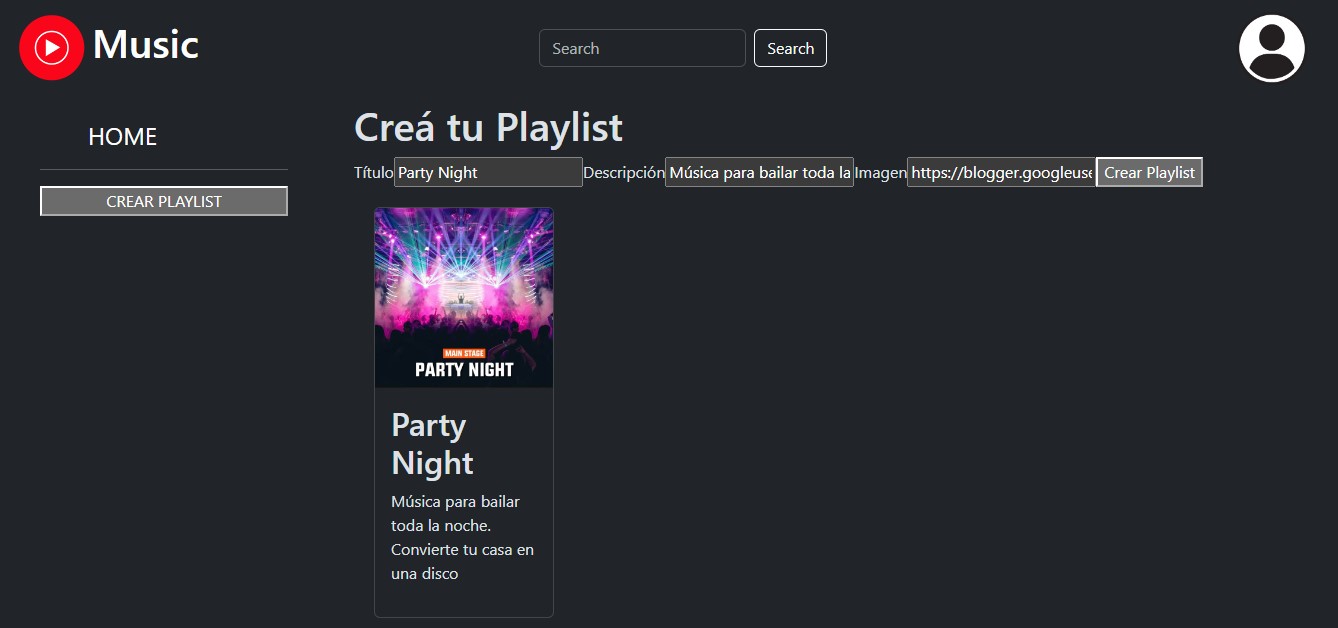 Music
Search
Search
HOME
CREAR PLAYLIST
Creá tu Playlist
Título Party Night Descripción Música para bailar toda la Imagen https://blogger.googleuse Crear Playlist
MAIN STAGE
PARTY NIGHT
Party
Night
Música para bailar
toda la noche.
Convierte tu casa en
una disco